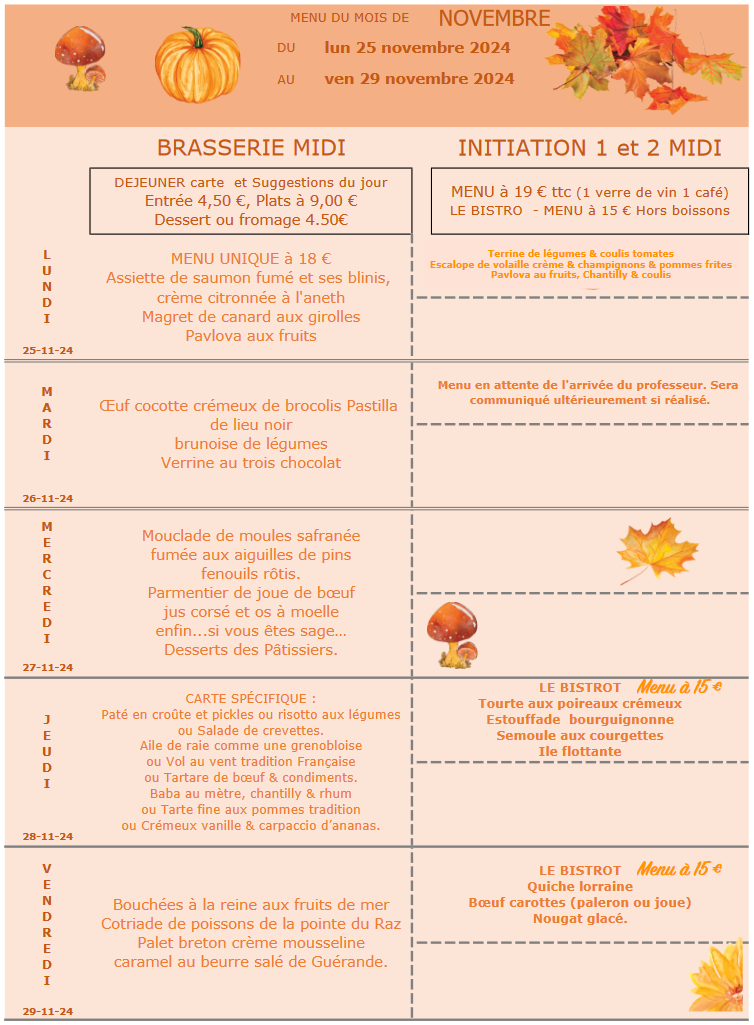 MENU DU MOIS DE NOVEMBRE
DU lun 25 novembre 2024
AU ven 29 novembre 2024
BRASSERIE MIDI
INITIATION 1 et 2 MIDI
DEJEUNER carte et Suggestions du jour
Entrée 4,50 €, Plats à 9,00 €
Dessert ou fromage 4.50€
MENU à 19 € ttc (1 verre de vin 1 café)
LE BISTRO - MENU à 15 € Hors boissons
LUNDI
25-11-24
MENU UNIQUE à 18 €
Assiette de saumon fumé et ses blinis,
crème citronnée à l'aneth
Magret de canard aux girolles
Pavlova aux fruits
Terrine de légumes & coulis tomates
Escalope de volaille crème & champignons & pommes frites
Pavlova au fruits, Chantilly & coulis
MARDI
26-11-24
Œuf cocotte crémeux de brocolis Pastilla
de lieu noir
brunoise de légumes
Verrine au trois chocolat
Menu en attente de l'arrivée du professeur. Sera
communiqué ultérieurement si réalisé.
MERCREDI
27-11-24
Mouclade de moules safranée
fumée aux aiguilles de pins
fenouils rôtis.
Parmentier de joue de bœuf
jus corsé et os à moelle
enfin...si vous êtes sage...
Desserts des Pâtissiers.
JEUDI
28-11-24
CARTE SPÉCIFIQUE :
Paté en croûte et pickles ou risotto aux légumes
ou Salade de crevettes.
Aile de raie comme une grenobloise
ou Vol au vent tradition Française
ou Tartare de bœuf & condiments.
Baba au mètre, chantilly & rhum
ou Tarte fine aux pommes tradition
ou Crémeux vanille & carpaccio d'ananas.
LE BISTROT Menu à 15 €
Tourte aux poireaux crémeux
Estouffade bourguignonne
Semoule aux courgettes
Ile flottante
VENDREDI
29-11-24
Bouchées à la reine aux fruits de mer
Cotriade de poissons de la pointe du Raz
Palet breton crème mousseline
caramel au beurre salé de Guérande.
LE BISTROT Menu à 15 €
Quiche lorraine
Bœuf carottes (paleron ou joue)
Nougat glacé.